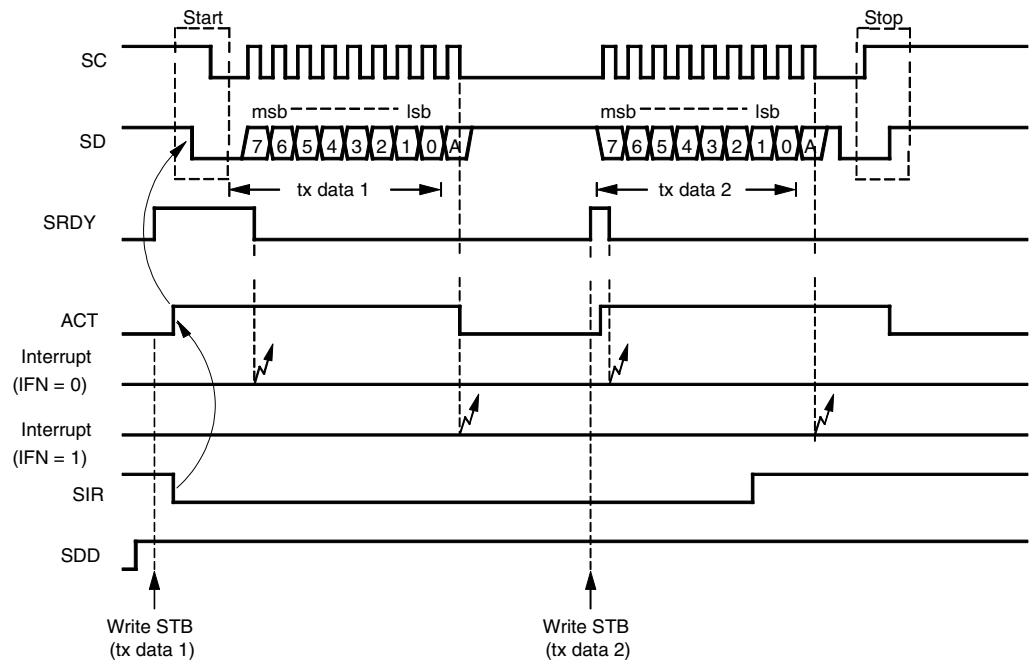 Start
Stop
SC
msb lsb
msb lsb
SD
7 6 5 4 3 2 1 0 A
7 6 5 4 3 2 1 0 A
tx data 1
tx data 2
SRDY
ACT
Interrupt
(IFN = 0)
Interrupt
(IFN = 1)
SIR
SDD
Write STB
(tx data 1)
Write STB
(tx data 2)